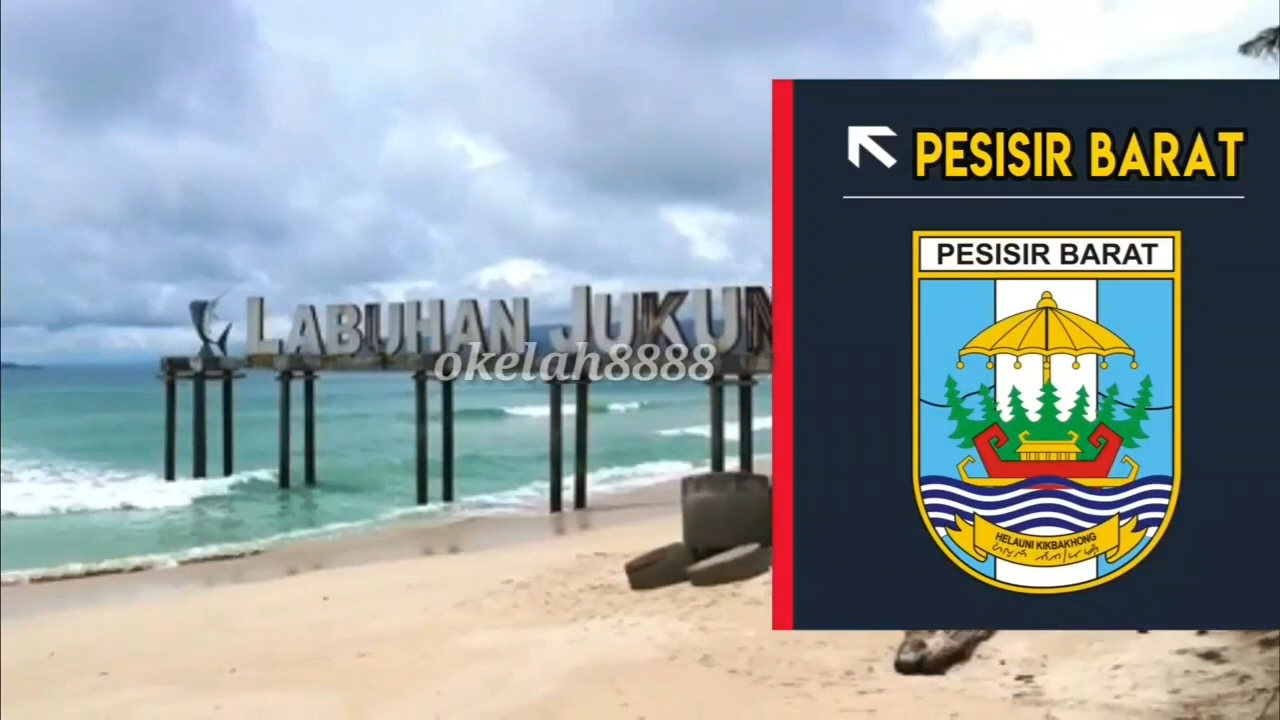 LABUHAN JUKUN
okelah8888
PESISIR BARAT
PESISIR BARAT
HELAUNI KIKBAKHONG